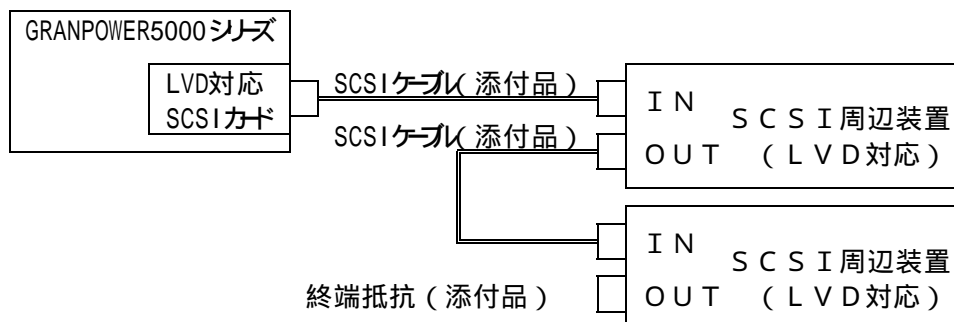 GRANPOWER5000シリーズ
LVD対応
SCSIカード
SCSIケーブル(添付品)
SCSIケーブル(添付品)
IN
SCSI周辺装置
OUT
(LVD対応)
IN
SCSI周辺装置
終端抵抗(添付品)
OUT
(LVD対応)